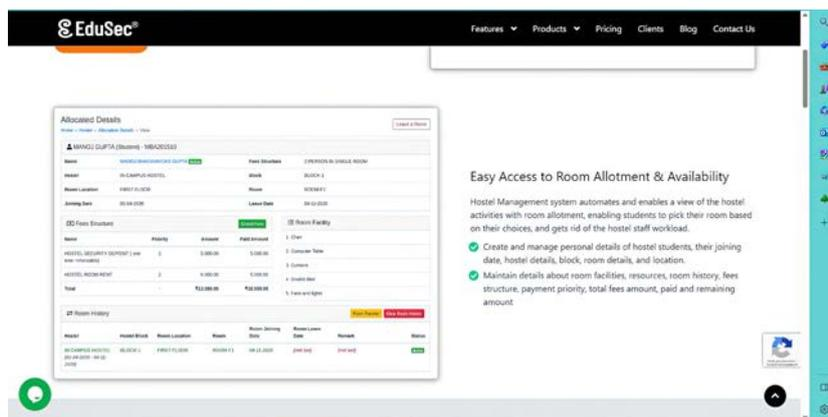 EduSec®
Features Products Pricing Clients Blog Contact Us
Allocated Details
Leave a Room
MANOJ GUPTA (Student) - MBA201510
Name
Fees Structure 2 PERSON IN SINGLE ROOM
Hostel IN-CAMPUS HOSTEL Block BLOCK-1
Room Location FIRST FLOOR Room
Joining Date Leave Date
Fees Structure
Room Facility
Name Priority Amount Paid Amount
HOSTEL SECURITY DEPOSIT
HOSTEL ROOM RENT
Total
1. Chair
2. Computer Table
3. Curtains
5. Fans and lights
Room History
Hostel Hostel Block Room Location Room Room Joining Date Room Leave Date Remark Status
IN-CAMPUS HOSTEL BLOCK-1 FIRST FLOOR
Easy Access to Room Allotment & Availability
Hostel Management system automates and enables a view of the hostel
activities with room allotment, enabling students to pick their room based
on their choices, and gets rid of the hostel staff workload.
Create and manage personal details of hostel students, their joining
date, hostel details, block, room details, and location.
Maintain details about room facilities, resources, room history, fees
structure, payment priority, total fees amount, paid and remaining
amount